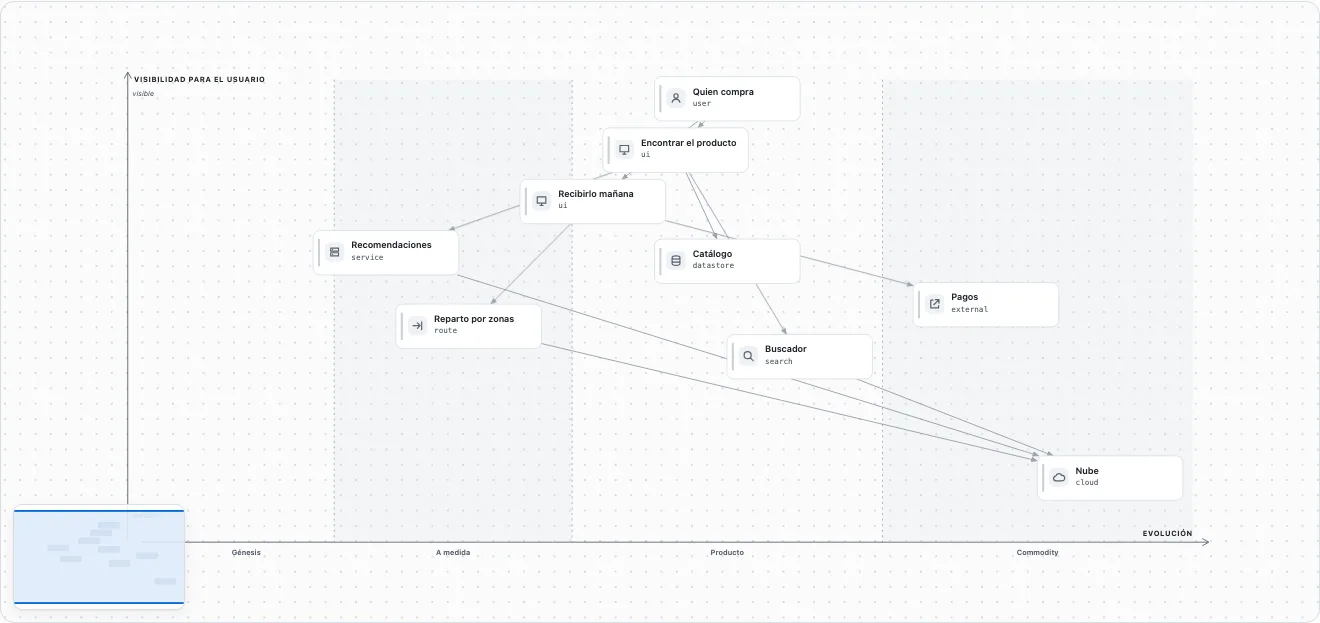 VISIBILIDAD PARA EL USUARIO
visible
Quien compra
user
Encontrar el producto
ui
Recibirlo mañana
ui
Recomendaciones
service
Catálogo
datastore
Pagos
external
Reparto por zonas
route
Buscador
search
Nube
cloud
EVOLUCIÓN
Génesis
A medida
Producto
Commodity